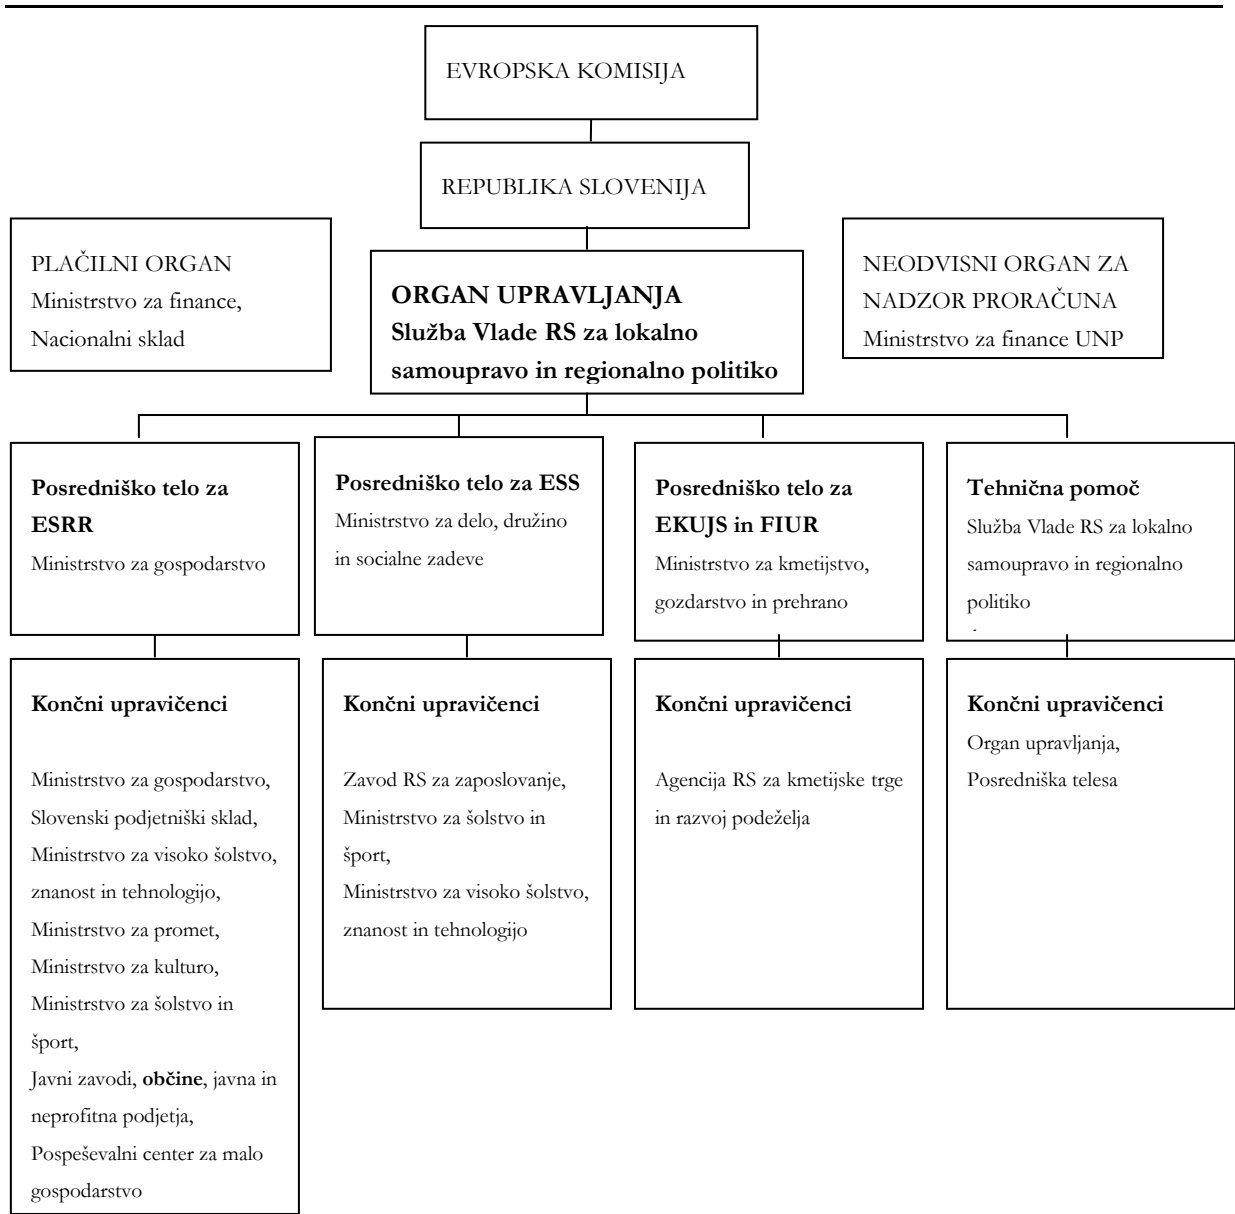 EVROPSKA KOMISIJA
REPUBLIKA SLOVENIJA
PLAČILNI ORGAN
Ministrstvo za finance,
Nacionalni sklad
ORGAN UPRAVLJANJA
Služba Vlade RS za lokalno
samoupravo in regionalno politiko
NEODVISNI ORGAN ZA
NADZOR PRORAČUNA
Ministrstvo za finance UNP
Posredniško telo za
ESRR
Ministrstvo za gospodarstvo
Posredniško telo za ESS
Ministrstvo za delo, družino
in socialne zadeve
Posredniško telo za
EKUJS in FIUR
Ministrstvo za kmetijstvo,
gozdarstvo in prehrano
Tehnična pomoč
Služba Vlade RS za lokalno
samoupravo in regionalno
politiko
Končni upravičenci
Ministrstvo za gospodarstvo,
Slovenski podjetniški sklad,
Ministrstvo za visoko šolstvo,
znanost in tehnologijo,
Ministrstvo za promet,
Ministrstvo za kulturo,
Ministrstvo za šolstvo in
šport,
Javni zavodi, občine, javna in
neprofitna podjetja,
Pospeševalni center za malo
gospodarstvo
Končni upravičenci
Zavod RS za zaposlovanje,
Ministrstvo za šolstvo in
šport,
Ministrstvo za visoko šolstvo,
znanost in tehnologijo
Končni upravičenci
Agencija RS za kmetijske trge
in razvoj podeželja
Končni upravičenci
Organ upravljanja,
Posredniška telesa